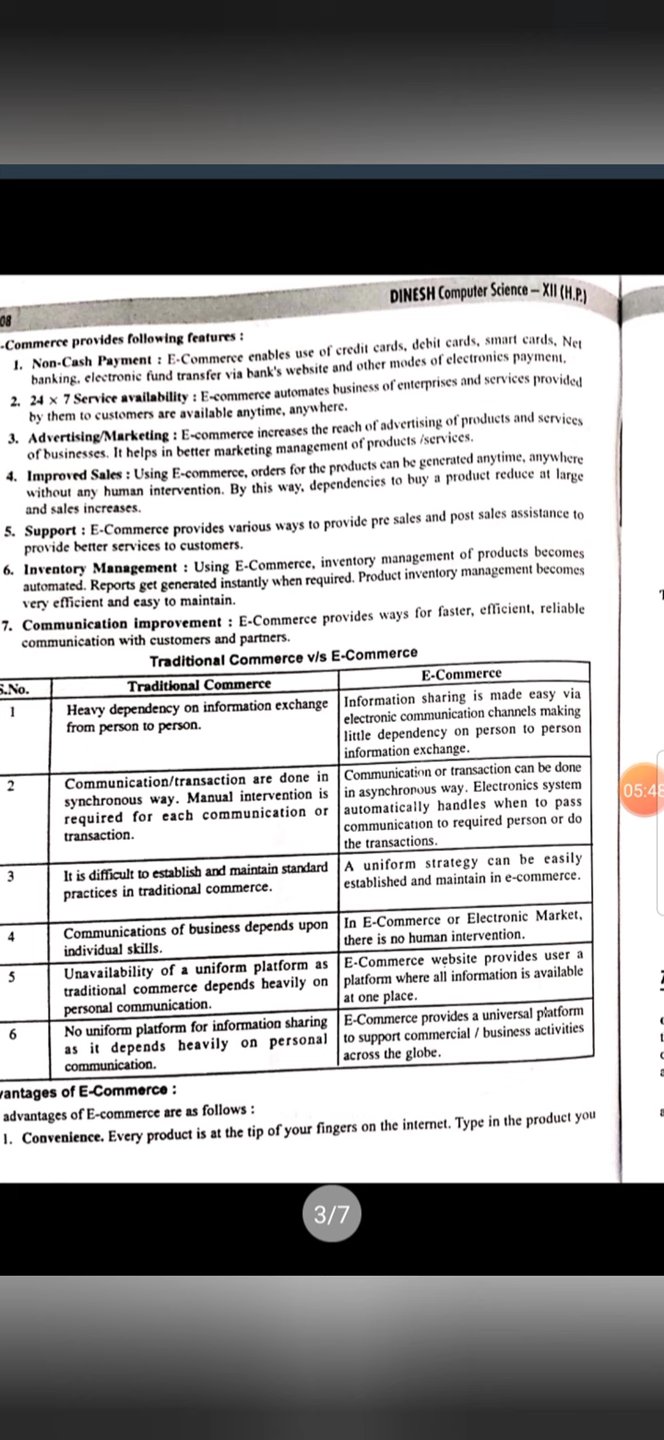 DINESH Computer Science – XII (H.P.)
08
-Commerce provides following features :
1. Non-Cash Payment : E-Commerce enables use of credit cards, debit cards, smart cards, Net
banking, electronic fund transfer via bank's website and other modes of electronics payment.
2. 24 × 7 Service availability : E-commerce automates business of enterprises and services provided
by them to customers are available anytime, anywhere.
3. Advertising/Marketing : E-commerce increases the reach of advertising of products and services
of businesses. It helps in better marketing management of products /services.
4. Improved Sales : Using E-commerce, orders for the products can be generated anytime, anywhere
without any human intervention. By this way, dependencies to buy a product reduce at large
and sales increases.
5. Support : E-Commerce provides various ways to provide pre sales and post sales assistance to
provide better services to customers.
6. Inventory Management : Using E-Commerce, inventory management of products becomes
automated. Reports get generated instantly when required. Product inventory management becomes
very efficient and easy to maintain.
7. Communication improvement : E-Commerce provides ways for faster, efficient, reliable
communication with customers and partners.
Traditional Commerce v/s E-Commerce
S.No. Traditional Commerce E-Commerce
1 Heavy dependency on information exchange
from person to person.
Information sharing is made easy via
electronic communication channels making
little dependency on person to person
information exchange.
2 Communication/transaction are done in
synchronous way. Manual intervention is
required for each communication or
transaction.
Communication or transaction can be done
in asynchronous way. Electronics system
automatically handles when to pass
communication to required person or do
the transactions.
3 It is difficult to establish and maintain standard
practices in traditional commerce.
A uniform strategy can be easily
established and maintain in e-commerce.
4 Communications of business depends upon
individual skills.
In E-Commerce or Electronic Market,
there is no human intervention.
5 Unavailability of a uniform platform as
traditional commerce depends heavily on
personal communication.
E-Commerce website provides user a
platform where all information is available
at one place.
6 No uniform platform for information sharing
as it depends heavily on personal
communication.
E-Commerce provides a universal platform
to support commercial / business activities
across the globe.
vantages of E-Commerce :
advantages of E-commerce are as follows :
1. Convenience. Every product is at the tip of your fingers on the internet. Type in the product you
05:48
3/7